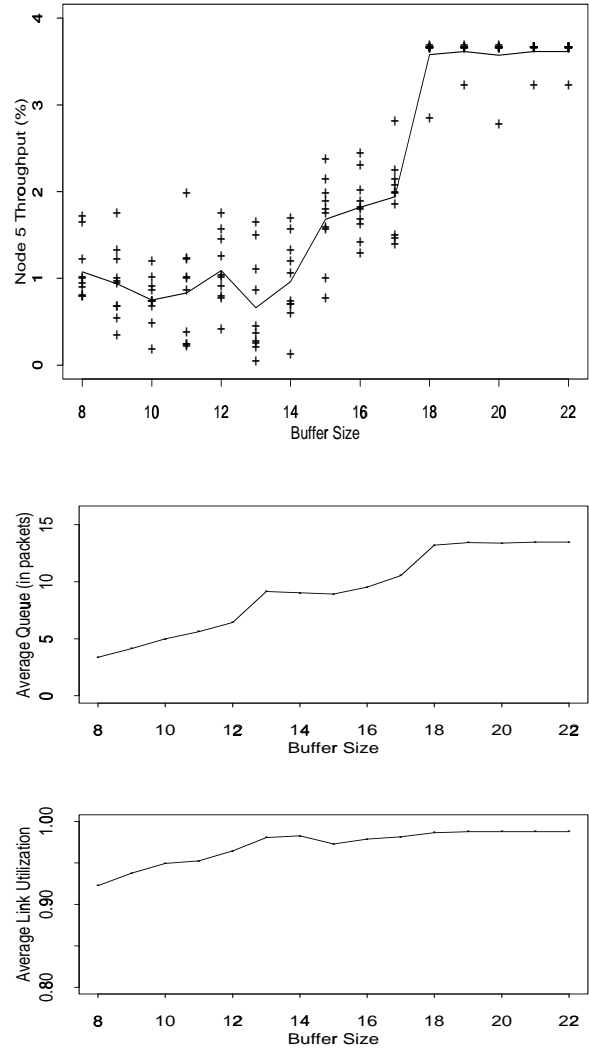 Node 5 Throughput (%)
4
3
2
1
0
8 10 12 14 16 18 20 22
Buffer Size
Average Queue (in packets)
15
10
5
0
8 10 12 14 16 18 20 22
Buffer Size
Average Link Utilization
1.00
0.90
0.80
8 10 12 14 16 18 20 22
Buffer Size